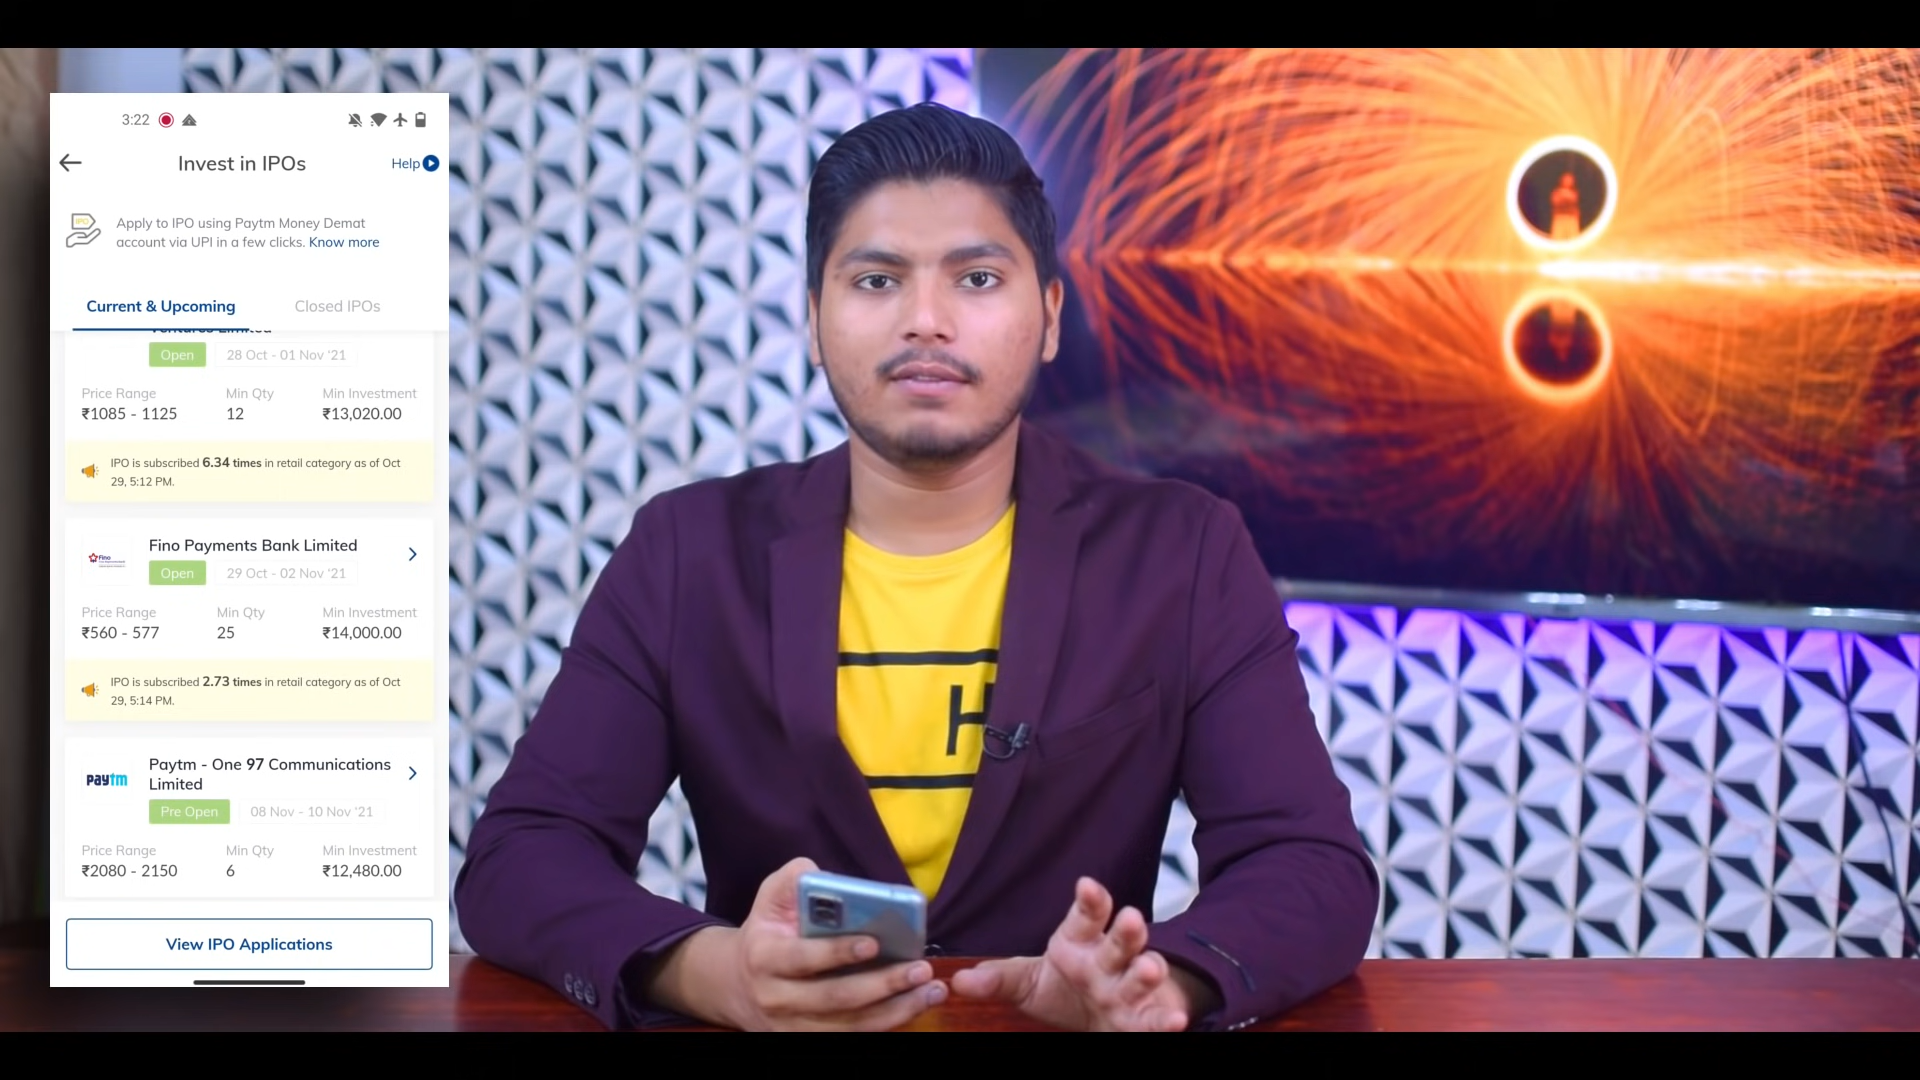 3:22
Invest in IPOs
Help
IPO
Apply to IPO using Paytm Money Demat
account via UPI in a few clicks. Know more
Current & Upcoming
Closed IPOs
Ventures Limited
Open
28 Oct - 01 Nov '21
Price Range
Min Qty
Min Investment
₹1085 - 1125
12
₹13,020.00
IPO is subscribed 6.34 times in retail category as of Oct
29, 5:12 PM.
Fino
Fino Payments Bank Limited
Open
29 Oct - 02 Nov '21
Price Range
Min Qty
Min Investment
₹560 - 577
25
₹14,000.00
IPO is subscribed 2.73 times in retail category as of Oct
29, 5:14 PM.
paytm
Paytm - One 97 Communications
Limited
Pre Open
08 Nov - 10 Nov '21
Price Range
Min Qty
Min Investment
₹2080 - 2150
6
₹12,480.00
View IPO Applications
H